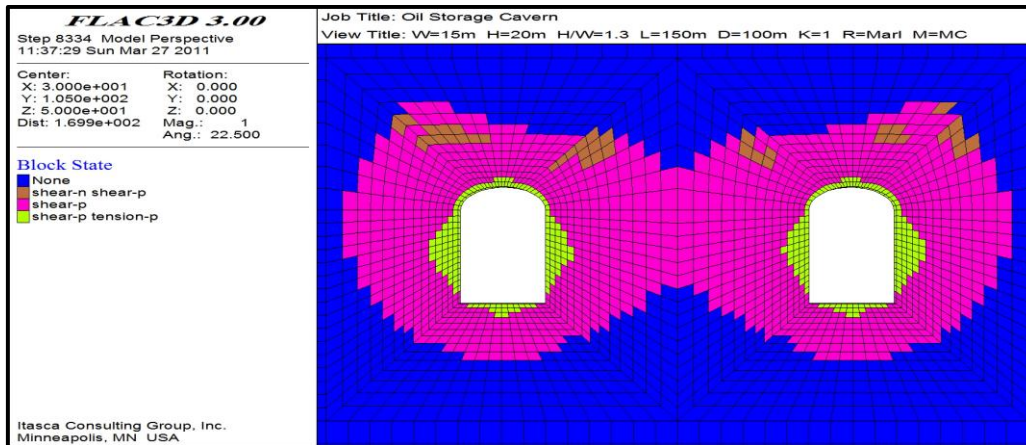 FLAC3D 3.00
Step 8334 Model Perspective
11:37:29 Sun Mar 27 2011
Center:
X: 3.000e+001
Y: 1.050e+002
Z: 5.000e+001
Dist: 1.699e+002
Rotation:
X: 0.000
Y: 0.000
Z: 0.000
Mag.: 1
Ang.: 22.500
Block State
None
shear-n shear-p
shear-p
shear-p tension-p
Itasca Consulting Group, Inc.
Minneapolis, MN USA
Job Title: Oil Storage Cavern
View Title: W=15m H=20m H/W=1.3 L=150m D=100m K=1 R=Marl M=MC